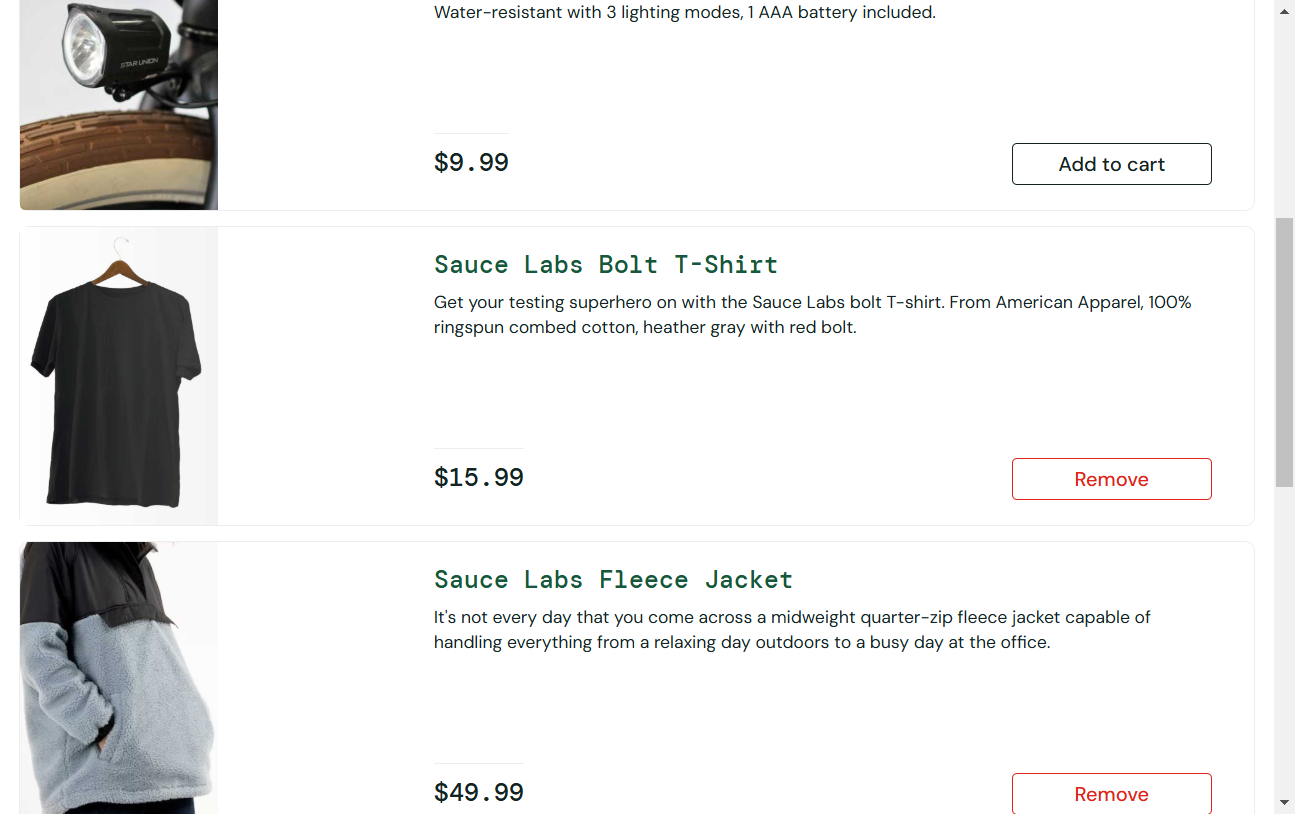 Water-resistant with 3 lighting modes, 1 AAA battery included.
STAR UNION
$9.99
Add to cart
Sauce Labs Bolt T-Shirt
Get your testing superhero on with the Sauce Labs bolt T-shirt. From American Apparel, 100%
ringspun combed cotton, heather gray with red bolt.
$15.99
Remove
Sauce Labs Fleece Jacket
It's not every day that you come across a midweight quarter-zip fleece jacket capable of
handling everything from a relaxing day outdoors to a busy day at the office.
$49.99
Remove